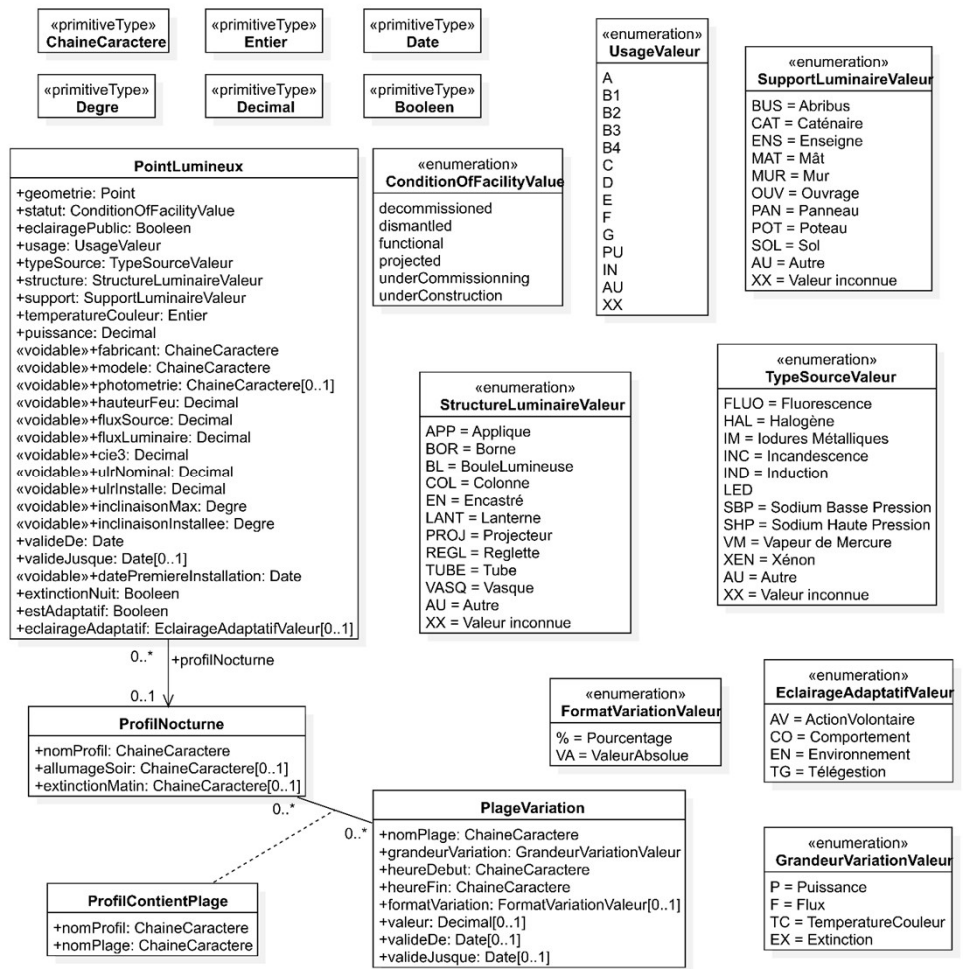 «primitiveType»
ChaineCaractere
«primitiveType»
Entier
«primitiveType»
Date
«primitiveType»
Degre
«primitiveType»
Decimal
«primitiveType»
Booleen
«enumeration»
UsageValeur
A
B1
B2
B3
B4
C
D
E
F
G
PU
IN
AU
XX
«enumeration»
SupportLuminaireValeur
BUS = Abribus
CAT = Caténaire
ENS = Enseigne
MAT = Mât
MUR = Mur
OUV = Ouvrage
PAN = Panneau
POT = Poteau
SOL = Sol
AU = Autre
XX = Valeur inconnue
PointLumineux
+geometrie: Point
+statut: ConditionOfFacilityValue
+eclairagePublic: Booleen
+usage: UsageValeur
+typeSource: TypeSourceValeur
+structure: StructureLuminaireValeur
+support: SupportLuminaireValeur
+temperatureCouleur: Entier
+puissance: Decimal
«voidable»+fabricant: ChaineCaractere
«voidable»+modele: ChaineCaractere
«voidable»+photometrie: ChaineCaractere[0..1]
«voidable»+hauteurFeu: Decimal
«voidable»+fluxSource: Decimal
«voidable»+fluxLuminaire: Decimal
«voidable»+cie3: Decimal
«voidable»+ulrNominal: Decimal
«voidable»+ulrInstalle: Decimal
«voidable»+inclinaisonMax: Degre
«voidable»+inclinaisonInstallee: Degre
+valideDe: Date
+valideJusque: Date[0..1]
«voidable»+datePremiereInstallation: Date
+extinctionNuit: Booleen
+estAdaptatif: Booleen
+eclairageAdaptatif: EclairageAdaptatifValeur[0..1]
«enumeration»
ConditionOfFacilityValue
decommissioned
dismantled
functional
projected
underCommissionning
underConstruction
«enumeration»
StructureLuminaireValeur
APP = Applique
BOR = Borne
BL = BouleLumineuse
COL = Colonne
EN = Encastré
LANT = Lanterne
PROJ = Projecteur
REGL = Reglette
TUBE = Tube
VASQ = Vasque
AU = Autre
XX = Valeur inconnue
«enumeration»
TypeSourceValeur
FLUO = Fluorescence
HAL = Halogène
IM = Iodures Métalliques
INC = Incandescence
IND = Induction
LED
SBP = Sodium Basse Pression
SHP = Sodium Haute Pression
VM = Vapeur de Mercure
XEN = Xénon
AU = Autre
XX = Valeur inconnue
0..*
+profilNocturne
0..1
ProfilNocturne
+nomProfil: ChaineCaractere
+allumageSoir: ChaineCaractere[0..1]
+extinctionMatin: ChaineCaractere[0..1]
0..*
0..*
«enumeration»
FormatVariationValeur
% = Pourcentage
VA = ValeurAbsolue
«enumeration»
EclairageAdaptatifValeur
AV = ActionVolontaire
CO = Comportement
EN = Environnement
TG = Télégestion
PlageVariation
+nomPlage: ChaineCaractere
+grandeurVariation: GrandeurVariationValeur
+heureDebut: ChaineCaractere
+heureFin: ChaineCaractere
+formatVariation: FormatVariationValeur[0..1]
+valeur: Decimal[0..1]
+valideDe: Date[0..1]
+valideJusque: Date[0..1]
ProfilContientPlage
+nomProfil: ChaineCaractere
+nomPlage: ChaineCaractere
«enumeration»
GrandeurVariationValeur
P = Puissance
F = Flux
TC = TemperatureCouleur
EX = Extinction